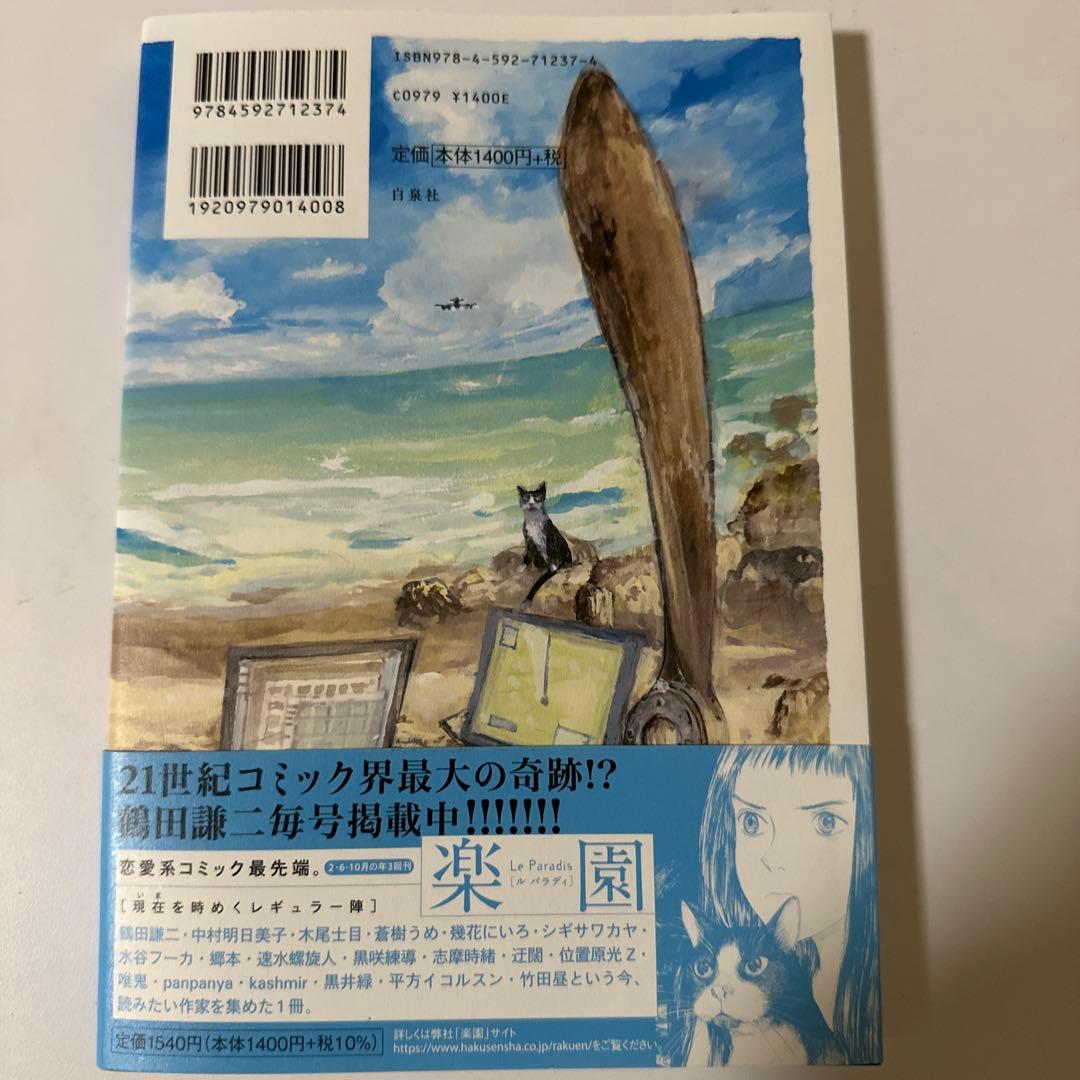 9784592712374
1920979014008
ISBN978-4-592-71237-4
C0979 ¥1400E
定価 本体1400円+税
白泉社
21世紀コミック界最大の奇跡!?
鶴田謙二毎号掲載中!!!!!!!
恋愛系コミック最先端。 2・6・10月の年3回刊
楽園 Le Paradis [ル パラディ]
いま
[現在を時めくレギュラー陣]
鶴田謙二・中村明日美子・木尾士目・蒼樹うめ・幾花にいろ・シギサワカヤ・
水谷フーカ・郷本・速水螺旋人・黒咲練導・志摩時緒・迂闊・位置原光Z・
唯鬼・panpanya・kashmir・黒井緑・平方イコルスン・竹田昼という今、
読みたい作家を集めた1冊。
定価1540円(本体1400円+税10%)
詳しくは弊社「楽園」サイト
https://www.hakusensha.co.jp/rakuen/をご覧ください。